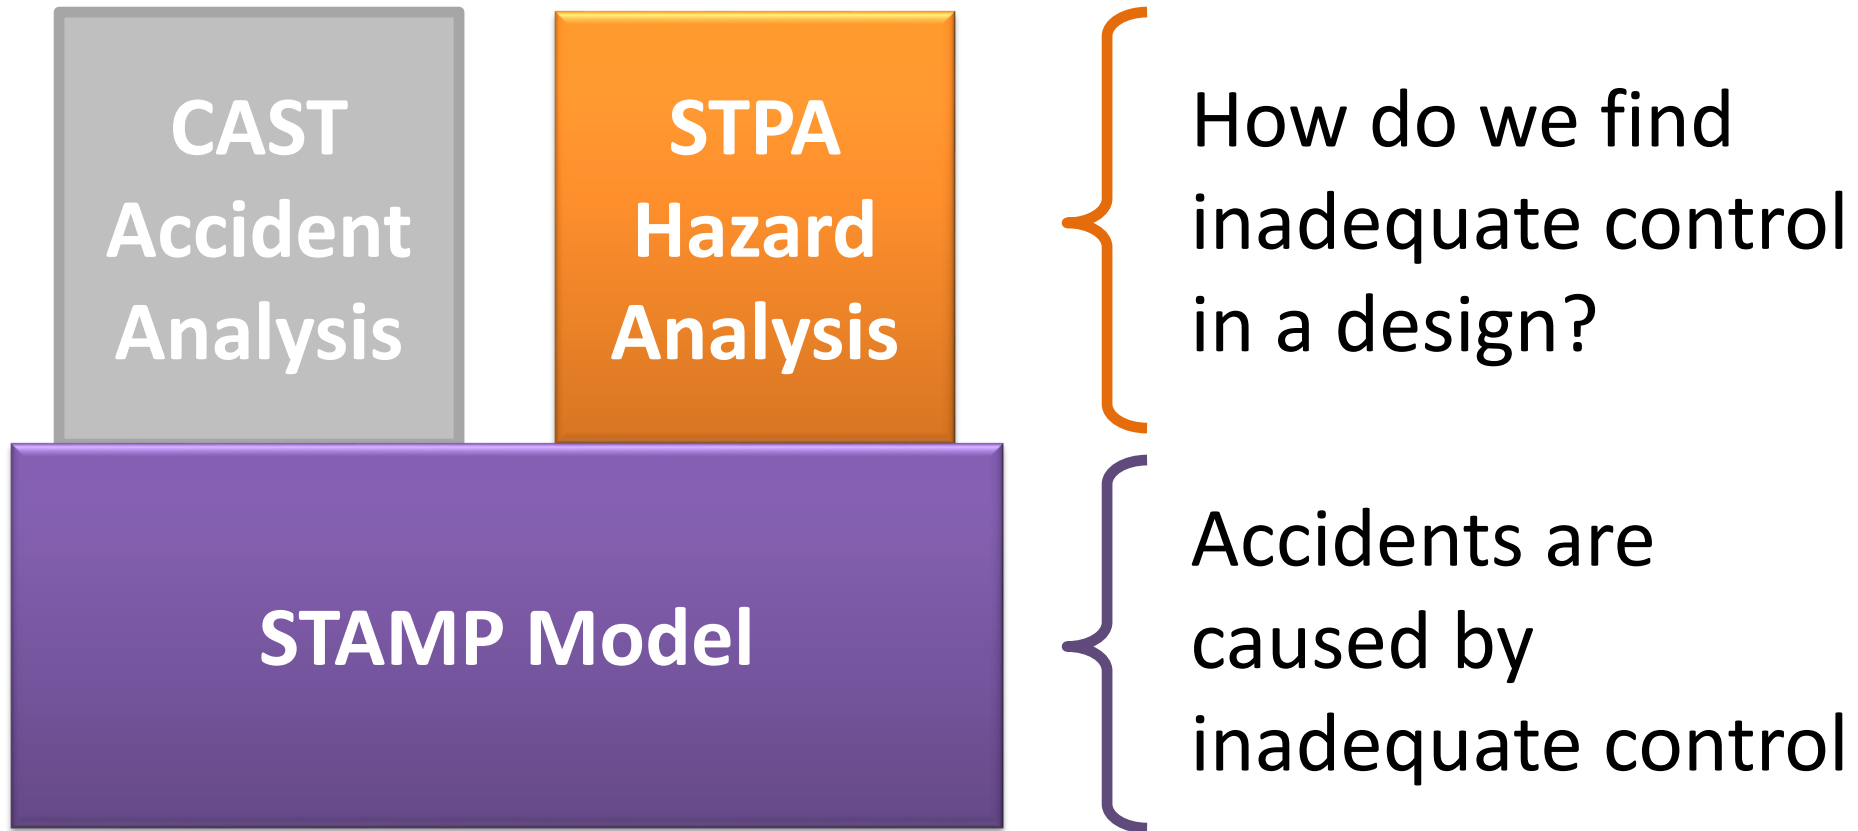 CAST
Accident
Analysis
STPA
Hazard
Analysis
How do we find
inadequate control
in a design?
STAMP Model
Accidents are
caused by
inadequate control